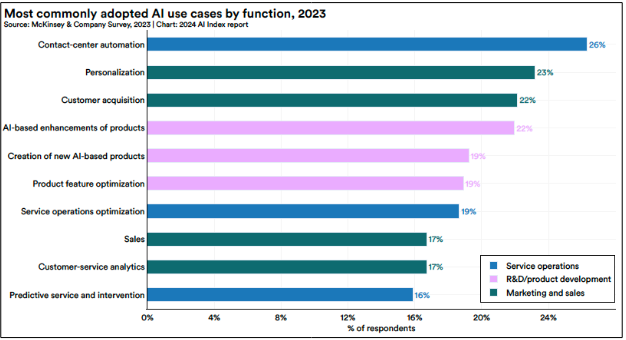 Most commonly adopted AI use cases by function, 2023
Source: McKinsey & Company Survey, 2023 | Chart: 2024 AI Index report
Contact-center automation 26%
Personalization 23%
Customer acquisition 22%
AI-based enhancements of products 22%
Creation of new AI-based products 19%
Product feature optimization 19%
Service operations optimization 19%
Sales 17%
Customer-service analytics 17%
Predictive service and intervention 16%
Service operations
R&D/product development
Marketing and sales
0% 4% 8% 12% 16% 20% 24%
% of respondents